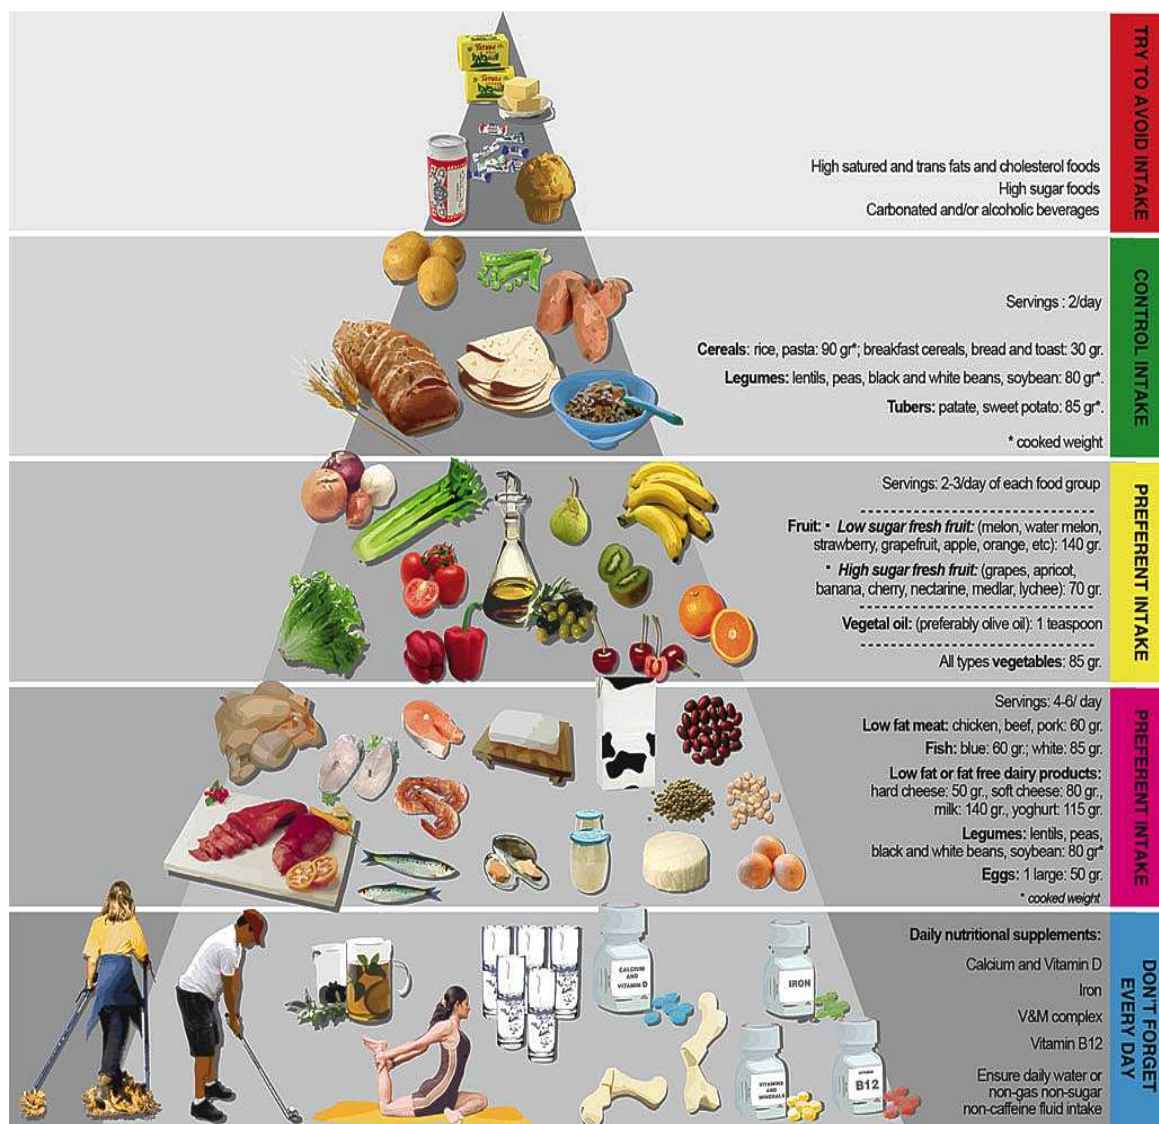 TRY TO AVOID INTAKE
High satured and trans fats and cholesterol foods
High sugar foods
Carbonated and/or alcoholic beverages
CONTROL INTAKE
Servings : 2/day
Cereals: rice, pasta: 90 gr*; breakfast cereals, bread and toast: 30 gr.
Legumes: lentils, peas, black and white beans, soybean: 80 gr*.
Tubers: patate, sweet potato: 85 gr*.
* cooked weight
PREFERENT INTAKE
Servings: 2-3/day of each food group
Fruit: • Low sugar fresh fruit: (melon, water melon,
strawberry, grapefruit, apple, orange, etc): 140 gr.
• High sugar fresh fruit: (grapes, apricot,
banana, cherry, nectarine, medlar, lychee): 70 gr.
Vegetal oil: (preferably olive oil): 1 teaspoon
All types vegetables: 85 gr.
PREFERENT INTAKE
Servings: 4-6/ day
Low fat meat: chicken, beef, pork: 60 gr.
Fish: blue: 60 gr.; white: 85 gr.
Low fat or fat free dairy products:
hard cheese: 50 gr., soft cheese: 80 gr.,
milk: 140 gr., yoghurt: 115 gr.
Legumes: lentils, peas,
black and white beans, soybean: 80 gr*
Eggs: 1 large: 50 gr.
* cooked weight
DON'T FORGET
EVERY DAY
Daily nutritional supplements:
Calcium and Vitamin D
Iron
V&M complex
Vitamin B12
Ensure daily water or
non-gas non-sugar
non-caffeine fluid intake
CALCIUM
AND
VITAMIN D
IRON
VITAMINS
AND
MINERALS
VITAMIN
B12